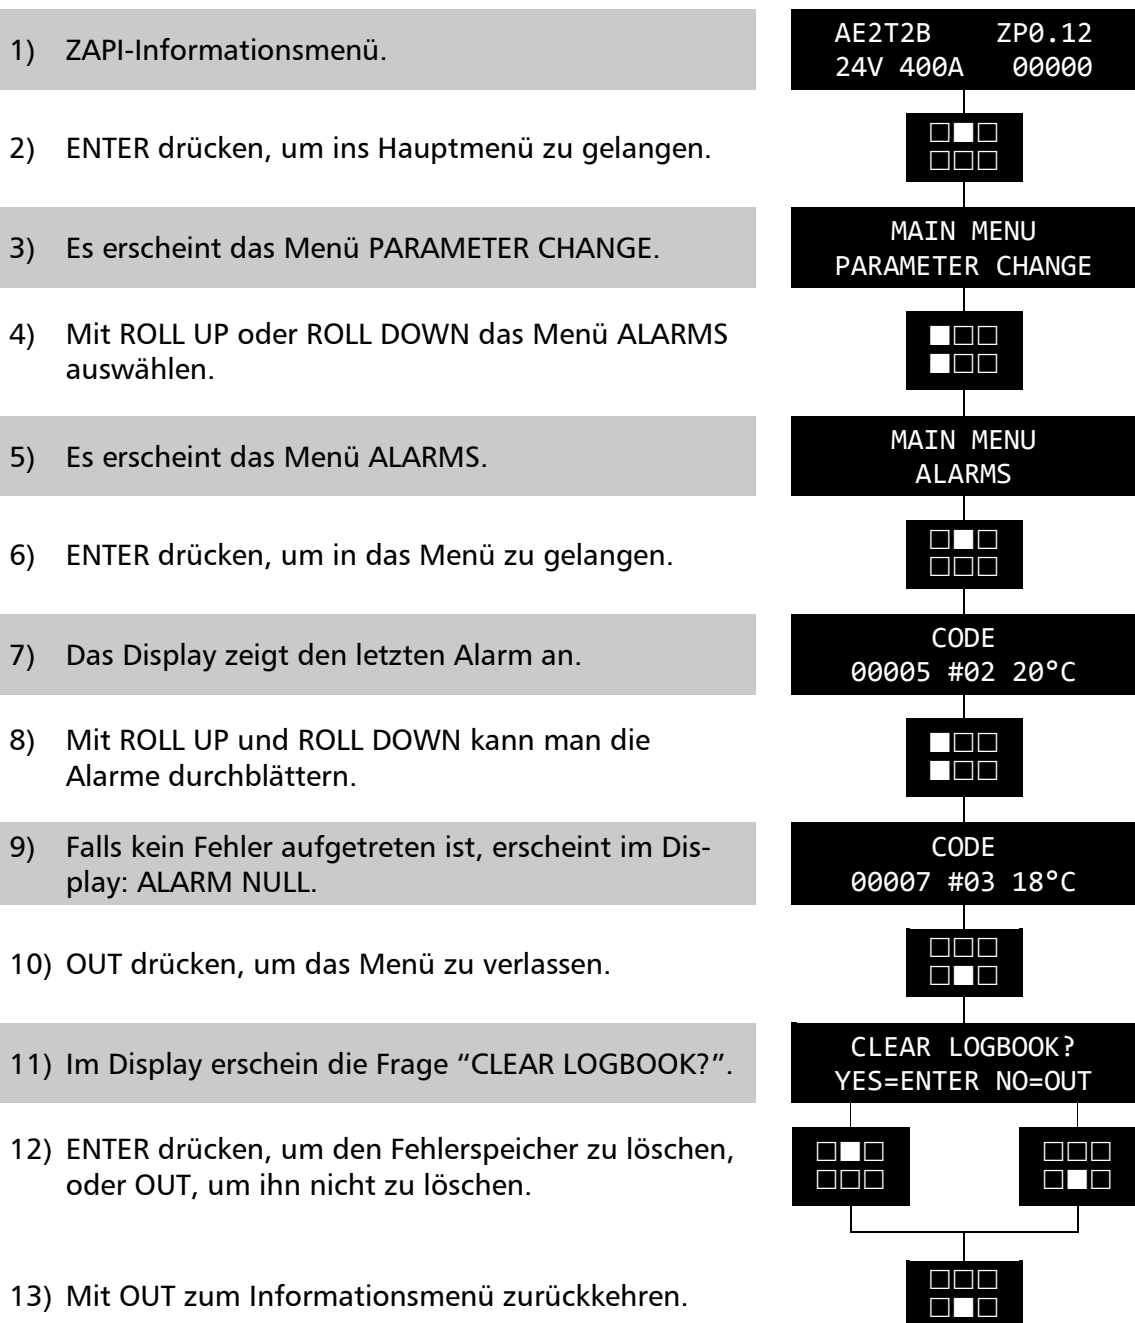 1) ZAPI-Informationsmenü.
AE2T2B ZP0.12
24V 400A 00000
2) ENTER drücken, um ins Hauptmenü zu gelangen.
3) Es erscheint das Menü PARAMETER CHANGE.
MAIN MENU
PARAMETER CHANGE
4) Mit ROLL UP oder ROLL DOWN das Menü ALARMS
auswählen.
5) Es erscheint das Menü ALARMS.
MAIN MENU
ALARMS
6) ENTER drücken, um in das Menü zu gelangen.
7) Das Display zeigt den letzten Alarm an.
CODE
00005 #02 20°C
8) Mit ROLL UP und ROLL DOWN kann man die
Alarme durchblättern.
9) Falls kein Fehler aufgetreten ist, erscheint im Dis-
play: ALARM NULL.
CODE
00007 #03 18°C
10) OUT drücken, um das Menü zu verlassen.
11) Im Display erschein die Frage “CLEAR LOGBOOK?”.
CLEAR LOGBOOK?
YES=ENTER NO=OUT
12) ENTER drücken, um den Fehlerspeicher zu löschen,
oder OUT, um ihn nicht zu löschen.
13) Mit OUT zum Informationsmenü zurückkehren.